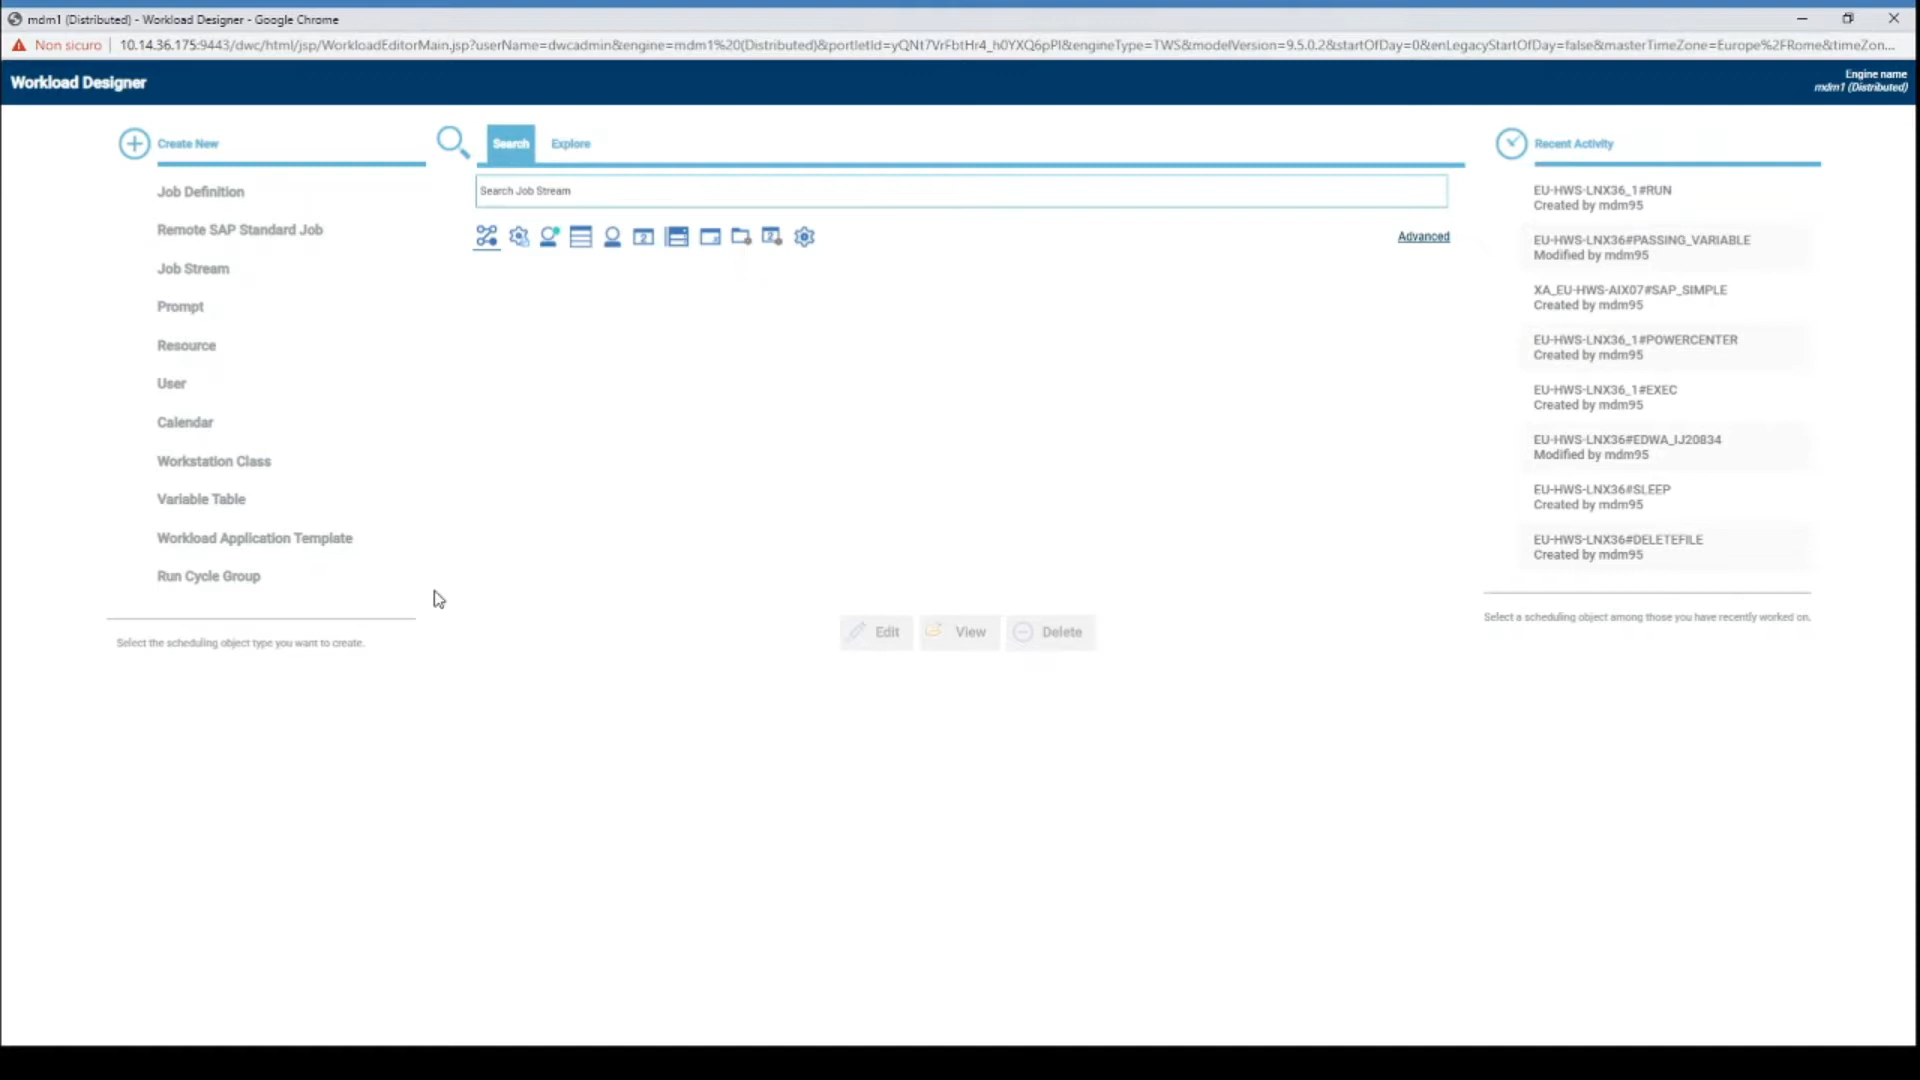 mdm1 (Distributed) - Workload Designer - Google Chrome
Non sicuro | 10.14.36.175:9443/dwc/html/jsp/WorkloadEditorMain.jsp?userName=dwcadmin&engine=mdm1%20(Distributed)&portletId=yQNt7VrFbtHr4_h0YXQ6pPl&engineType=TWS&modelVersion=9.5.0.2&startOfDay=0&enLegacyStartOfDay=false&masterTimeZone=Europe%2FRome&timeZon...
Workload Designer
Engine name
mdm1 (Distributed)
Create New
Job Definition
Remote SAP Standard Job
Job Stream
Prompt
Resource
User
Calendar
Workstation Class
Variable Table
Workload Application Template
Run Cycle Group
Select the scheduling object type you want to create.
Search Explore
Search Job Stream
Advanced
Edit View Delete
Recent Activity
EU-HWS-LNX36_1#RUN
Created by mdm95
EU-HWS-LNX36#PASSING_VARIABLE
Modified by mdm95
XA_EU-HWS-AIX07#SAP_SIMPLE
Created by mdm95
EU-HWS-LNX36_1#POWERCENTER
Created by mdm95
EU-HWS-LNX36_1#EXEC
Created by mdm95
EU-HWS-LNX36#EDWA_IJ20834
Modified by mdm95
EU-HWS-LNX36#SLEEP
Created by mdm95
EU-HWS-LNX36#DELETEFILE
Created by mdm95
Select a scheduling object among those you have recently worked on.